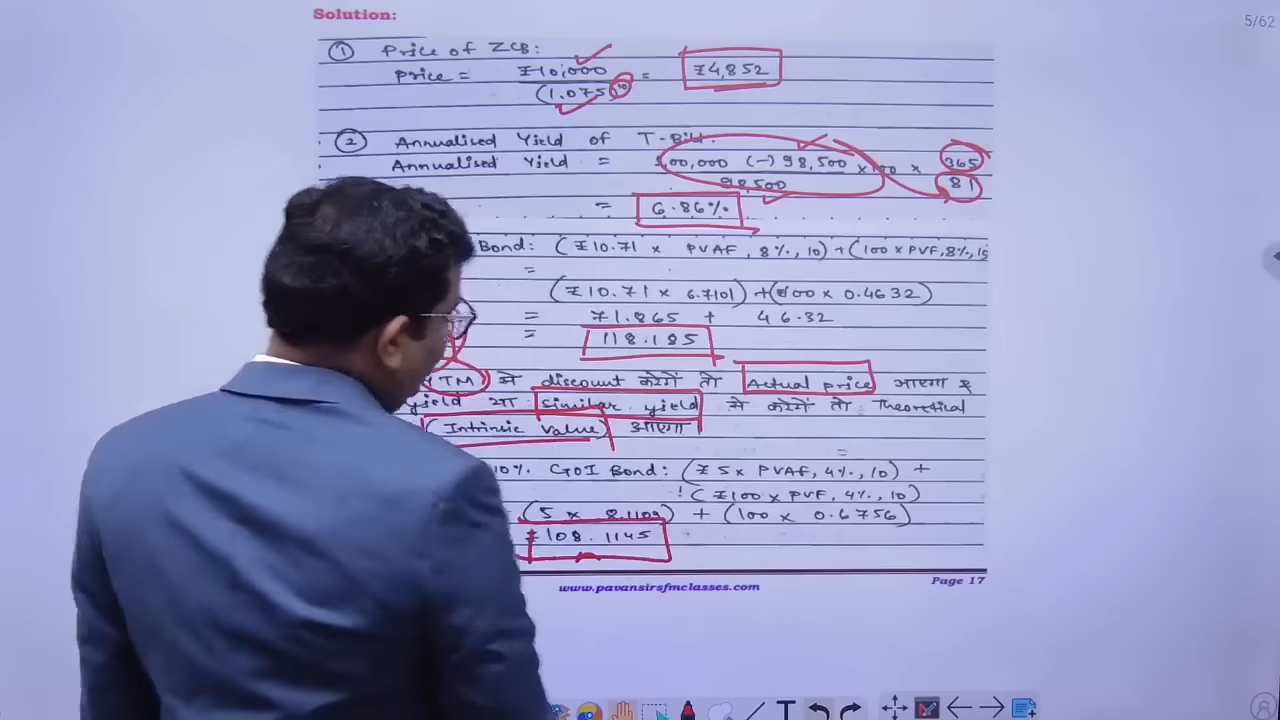 Solution:
5/62
① Price of ZCB:
Price = ₹10,000 = ₹4,852
(1.075)¹⁰
② Annualised Yield of T-Bill.
Annualised Yield = 1,00,000 (-) 98,500 × 100 × 365
98,500 81
= 6.86%
Bond: (₹10.71 × PVAF, 8%, 10) + (100 × PVF, 8%, 10
=
(₹10.71 × 6.7101) + (₹100 × 0.4632)
= 71.865 + 46.32
= 118.185
YTM) से discount करेगें तो Actual price आएगा &
yield या similar yield से करेगें तो Theoretical
(Intrinsic Value) आएगा
10% GOI Bond: (₹5 × PVAF, 4%, 10) +
(₹100 × PVF, 4%, 10)
(5 × 8.1109) + (100 × 0.6756)
₹108.1145
www.pavansirsfmclasses.com
Page 17